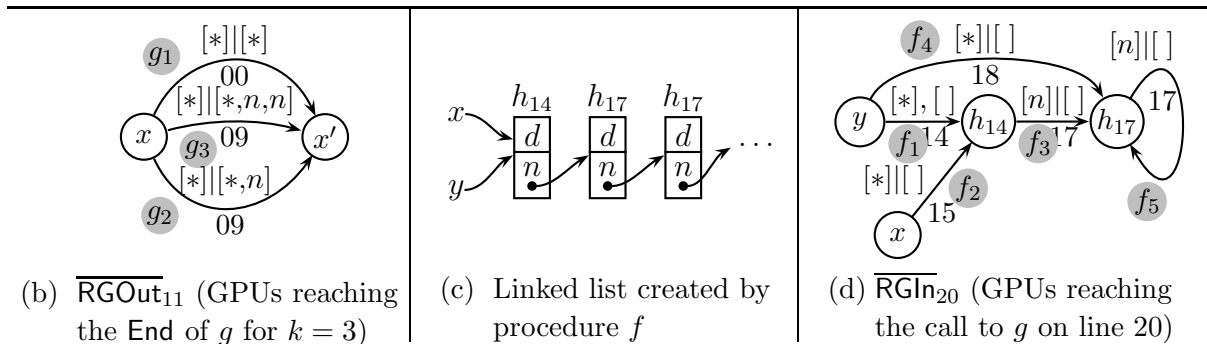 g₁
[*]|[*]
00
[*]|[*,n,n]
x
x′
g₃
09
[*]|[*,n]
g₂
09
(b) RGOut₁₁ (GPUs reaching
the End of g for k = 3)
h₁₄ h₁₇ h₁₇
x
d d d
n n n
y
...
(c) Linked list created by
procedure f
f₄
[*]|[ ]
18
[n]|[ ]
17
y
[*],[ ]
14
f₁
h₁₄
[n]|[ ]
17
f₃
h₁₇
[*]|[ ]
f₂
15
x
f₅
(d) RGIn₂₀ (GPUs reaching
the call to g on line 20)